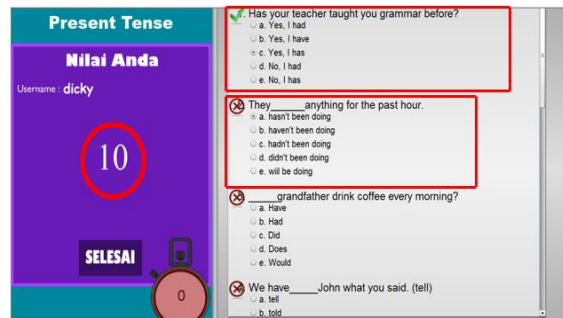 Present Tense
Nilai Anda
Username : dicky
10
SELESAI
0
1. Has your teacher taught you grammar before?
a. Yes, I had
b. Yes, I have
c. Yes, I has
d. No, I had
e. No, I has
They______anything for the past hour.
a. hasn't been doing
b. haven't been doing
c. hadn't been doing
d. didn't been doing
e. wiil be doing
_____grandfather drink coffee every morning?
a. Have
b. Had
c. Did
d. Does
e. Would
We have_____John what you said. (tell)
a. tell
b. told